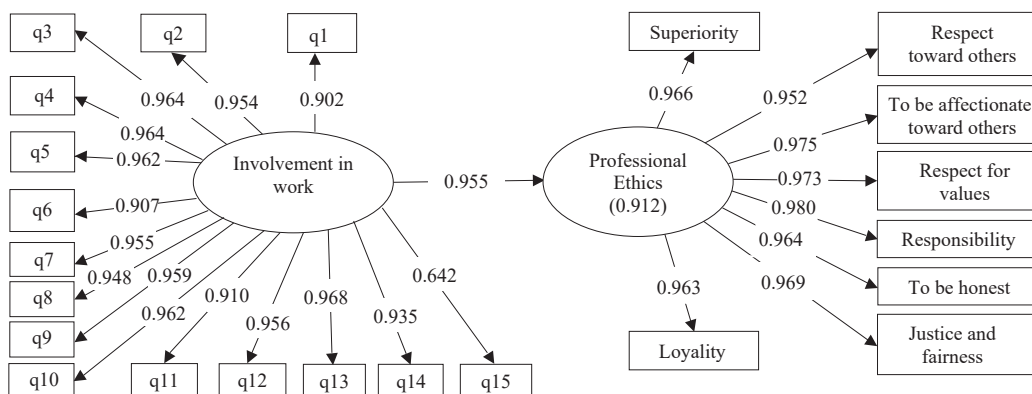 q3
q2
q1
Superiority
Respect
toward others
0.964
0.954
0.902
0.966
0.952
q4
0.964
To be affectionate
toward others
q5
0.962
Involvement in
work
0.955
Professional
Ethics
(0.912)
0.975
0.973
Respect for
values
q6
0.907
0.980
q7
0.955
0.964
Responsibility
q8
0.948
0.959
0.910
0.968
0.642
0.963
0.969
To be honest
q9
0.962
0.956
0.935
Loyality
Justice and
fairness
q10
q11
q12
q13
q14
q15